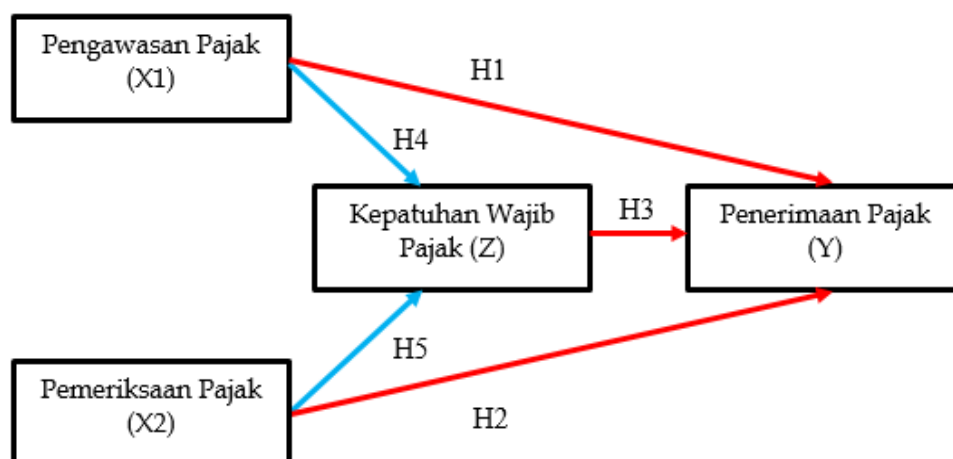 Pengawasan Pajak
(X1)
H1
H4
Kepatuhan Wajib
Pajak (Z)
H3
Penerimaan Pajak
(Y)
H5
Pemeriksaan Pajak
(X2)
H2